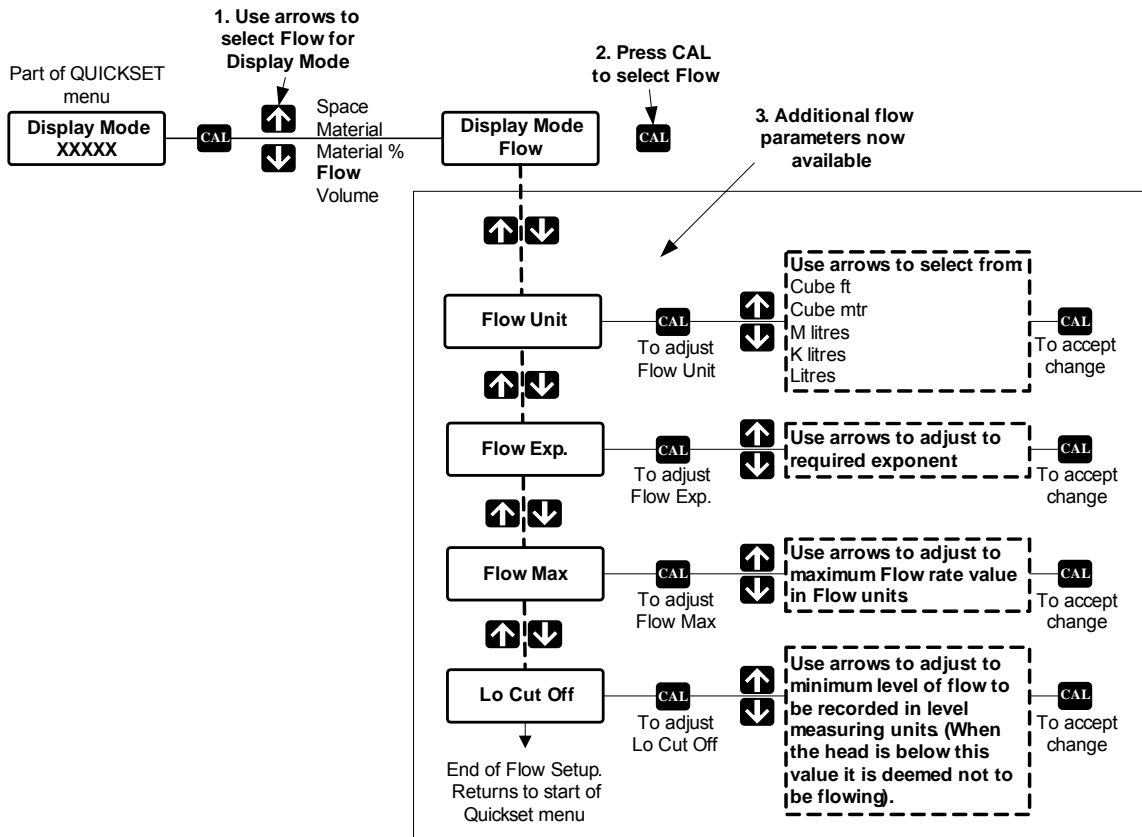 1. Use arrows to
select Flow for
Display Mode
2. Press CAL
to select Flow
Part of QUICKSET
menu
Display Mode
XXXXX
CAL
Space
Material
Material %
Flow
Volume
Display Mode
Flow
CAL
3. Additional flow
parameters now
available
Flow Unit
CAL
To adjust
Flow Unit
Use arrows to select from:
Cube ft
Cube mtr
M litres
K litres
Litres
CAL
To accept
change
Flow Exp.
CAL
To adjust
Flow Exp.
Use arrows to adjust to
required exponent
CAL
To accept
change
Flow Max
CAL
To adjust
Flow Max
Use arrows to adjust to
maximum Flow rate value
in Flow units
CAL
To accept
change
Lo Cut Off
CAL
To adjust
Lo Cut Off
Use arrows to adjust to
minimum level of flow to
be recorded in level
measuring units. (When
the head is below this
value it is deemed not to
be flowing).
CAL
To accept
change
End of Flow Setup.
Returns to start of
Quickset menu